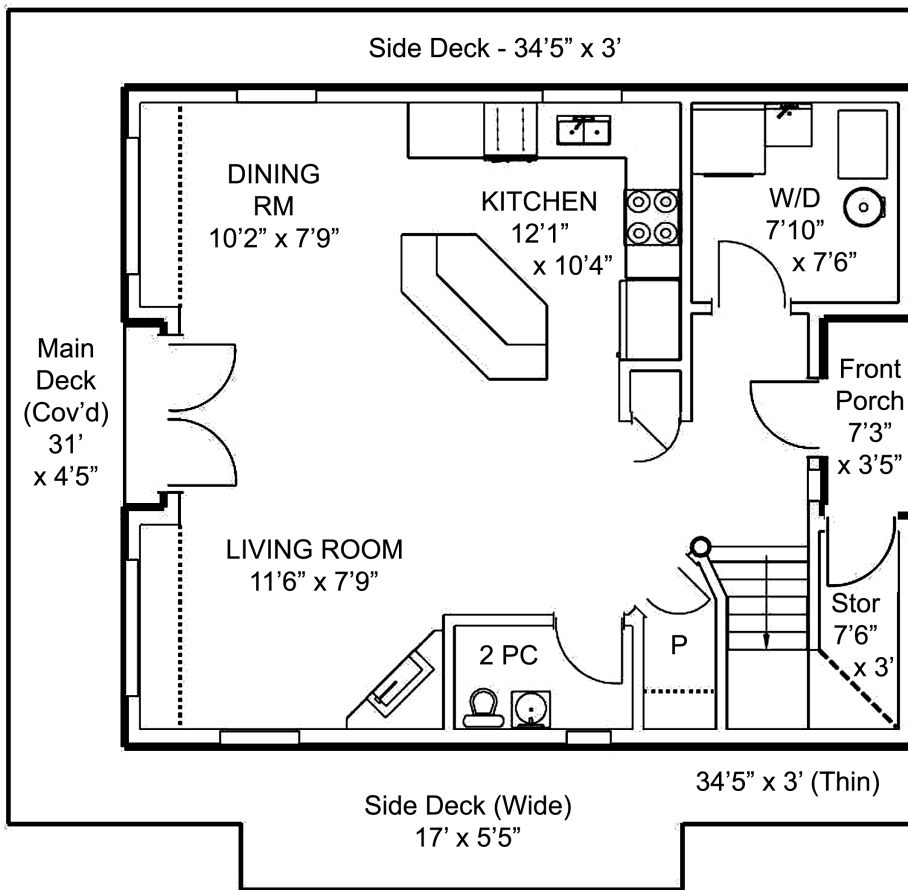 Side Deck - 34’5” x 3’
DINING
RM
10’2” x 7’9”
KITCHEN
12’1”
x 10’4”
W/D
7’10”
x 7’6”
Main
Deck
(Cov’d)
31’
x 4’5”
Front
Porch
7’3”
x 3’5”
LIVING ROOM
11’6” x 7’9”
2 PC
P
Stor
7’6”
x 3’
34’5” x 3’ (Thin)
Side Deck (Wide)
17’ x 5’5”